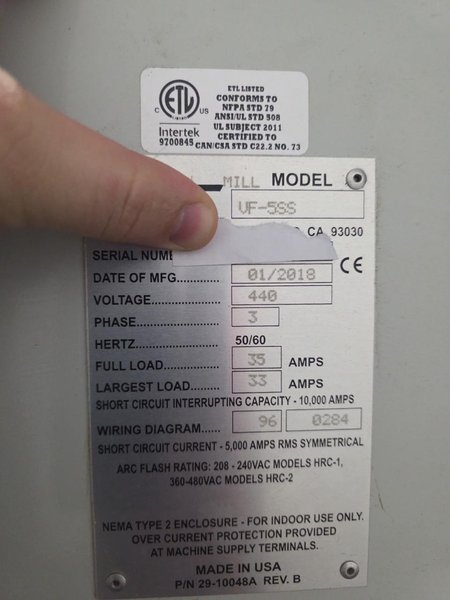 ETL LISTED
CONFORMS TO
NFPA STD 79
ANSI/UL STD 508
UL SUBJECT 2011
CERTIFIED TO
CAN/CSA STD C22.2 NO. 73
C ETL US
Intertek
9700845
MILL MODEL
VF-5SS
CA 93030
SERIAL NUM
DATE OF MFG.............. 01/2018 CE
VOLTAGE.................. 440
PHASE.................... 3
HERTZ.................... 50/60
FULL LOAD................ 35 AMPS
LARGEST LOAD............. 33 AMPS
SHORT CIRCUIT INTERRUPTING CAPACITY - 10,000 AMPS
WIRING DIAGRAM........... 96 0284
SHORT CIRCUIT CURRENT - 5,000 AMPS RMS SYMMETRICAL
ARC FLASH RATING: 208 - 240VAC MODELS HRC-1,
360-480VAC MODELS HRC-2
NEMA TYPE 2 ENCLOSURE - FOR INDOOR USE ONLY.
OVER CURRENT PROTECTION PROVIDED
AT MACHINE SUPPLY TERMINALS.
MADE IN USA
P/N 29-10048A REV. B